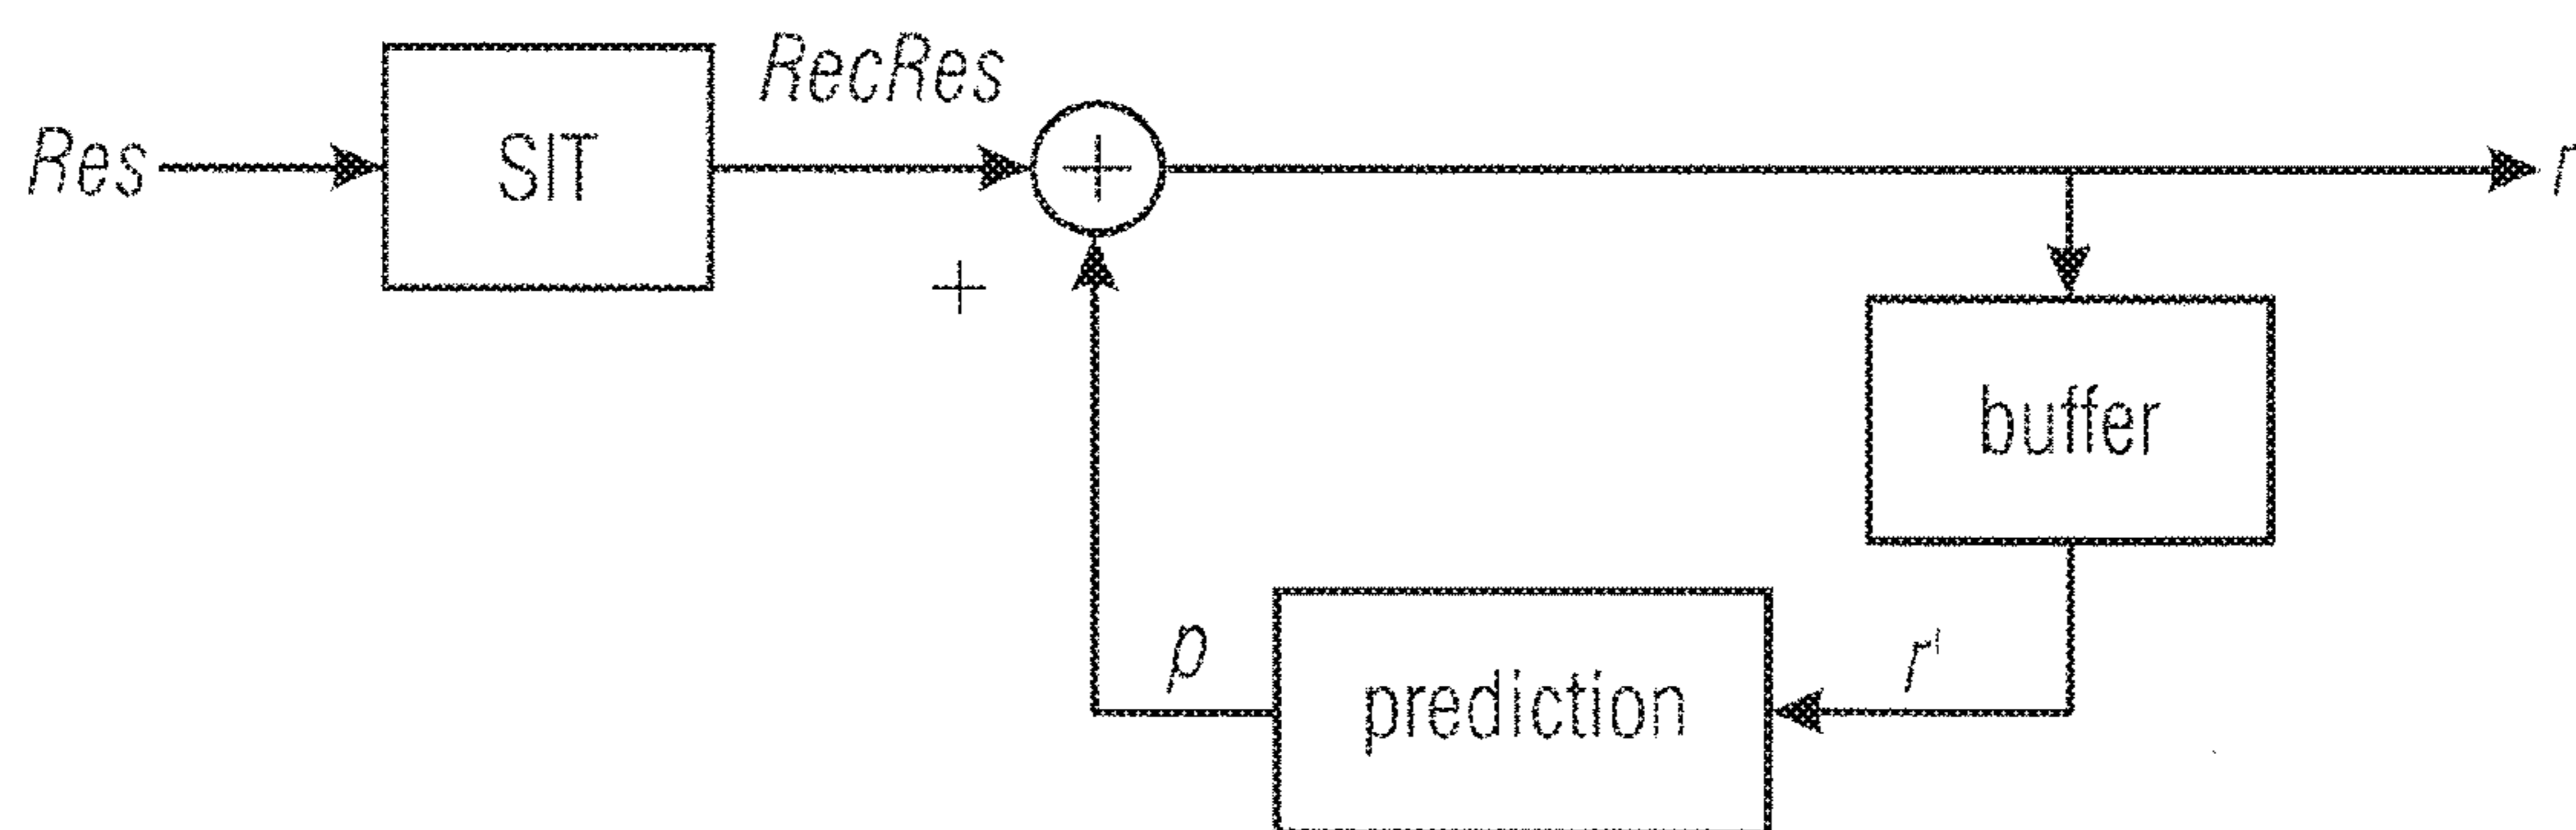 Res
SIT
RecRes
+
+
r
buffer
r'
prediction
p